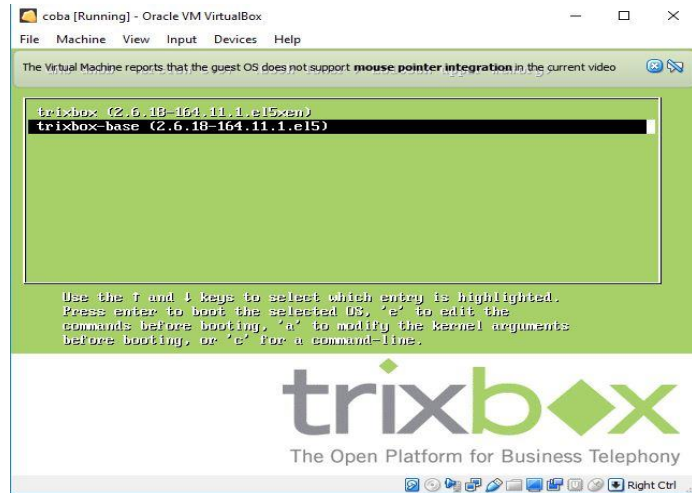 coba [Running] - Oracle VM VirtualBox
File Machine View Input Devices Help
The Virtual Machine reports that the guest OS does not support mouse pointer integration in the current video
trixbox (2.6.18-164.11.1.el5xen)
trixbox-base (2.6.18-164.11.1.el5)
Use the ↑ and ↓ keys to select which entry is highlighted.
Press enter to boot the selected OS, 'e' to edit the
commands before booting, 'a' to modify the kernel arguments
before booting, or 'c' for a command-line.
trixbox
The Open Platform for Business Telephony
Right Ctrl